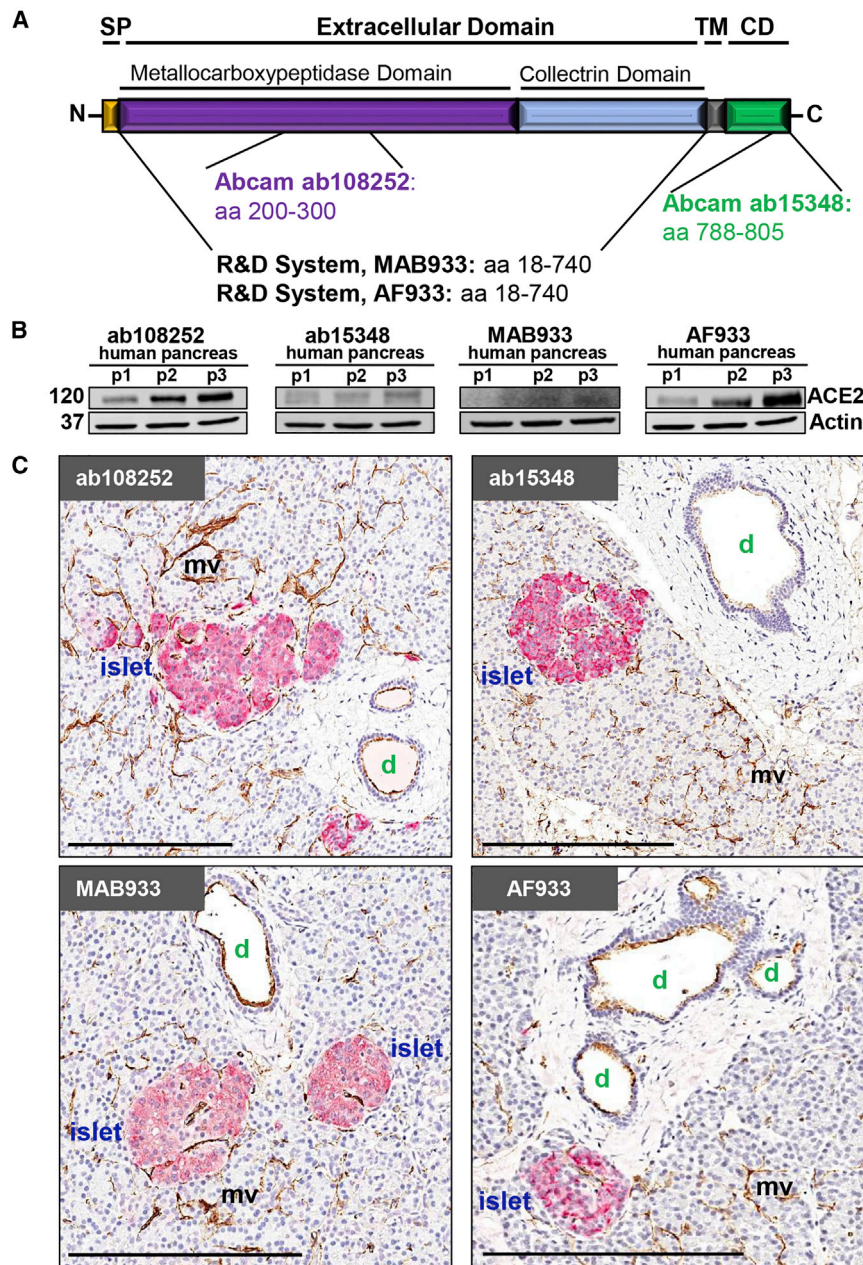 A
SP Extracellular Domain TM CD
Metallocarboxypeptidase Domain Collectrin Domain
N C
Abcam ab108252:
aa 200-300
Abcam ab15348:
aa 788-805
R&D System, MAB933: aa 18-740
R&D System, AF933: aa 18-740
B
ab108252 ab15348 MAB933 AF933
human pancreas human pancreas human pancreas human pancreas
p1 p2 p3 p1 p2 p3 p1 p2 p3 p1 p2 p3
120 ACE2
37 Actin
C
ab108252
mv
islet
d
ab15348
d
islet
mv
MAB933
d
islet
islet
mv
AF933
d
d
d
islet
mv